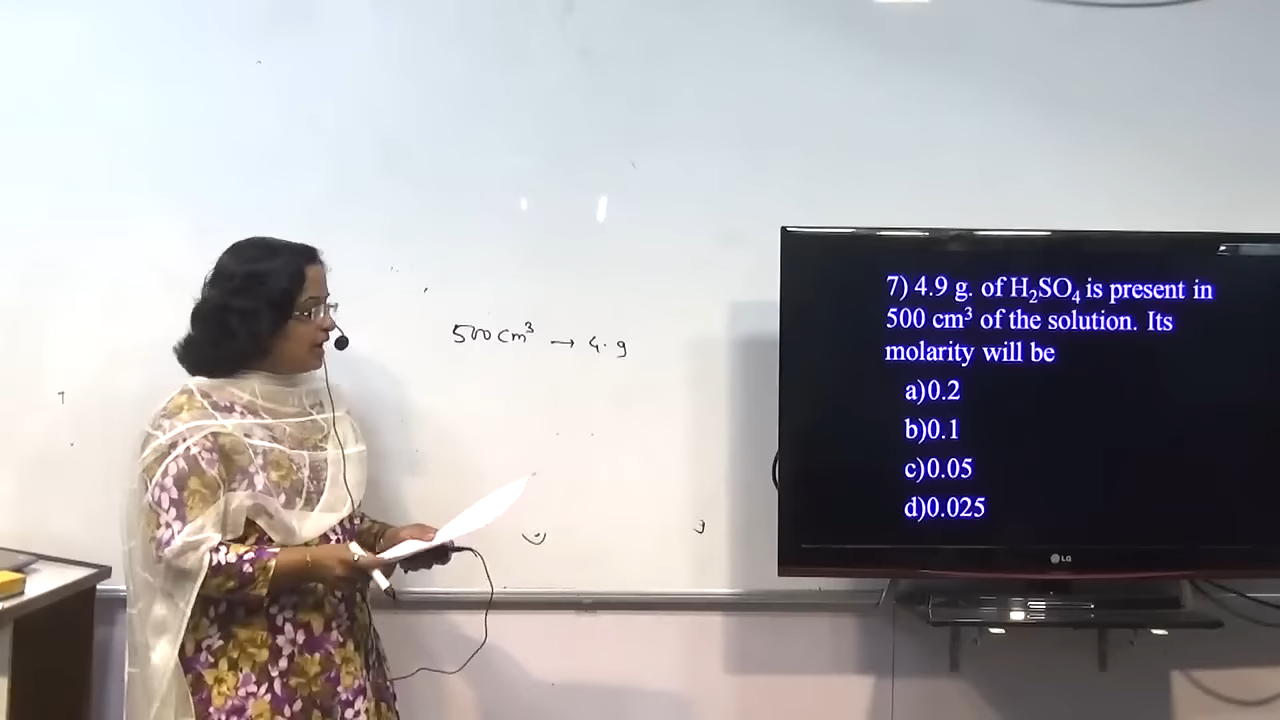 500 cm³ → 4.9
7) 4.9 g. of H₂SO₄ is present in
500 cm³ of the solution. Its
molarity will be
a)0.2
b)0.1
c)0.05
d)0.025
LG